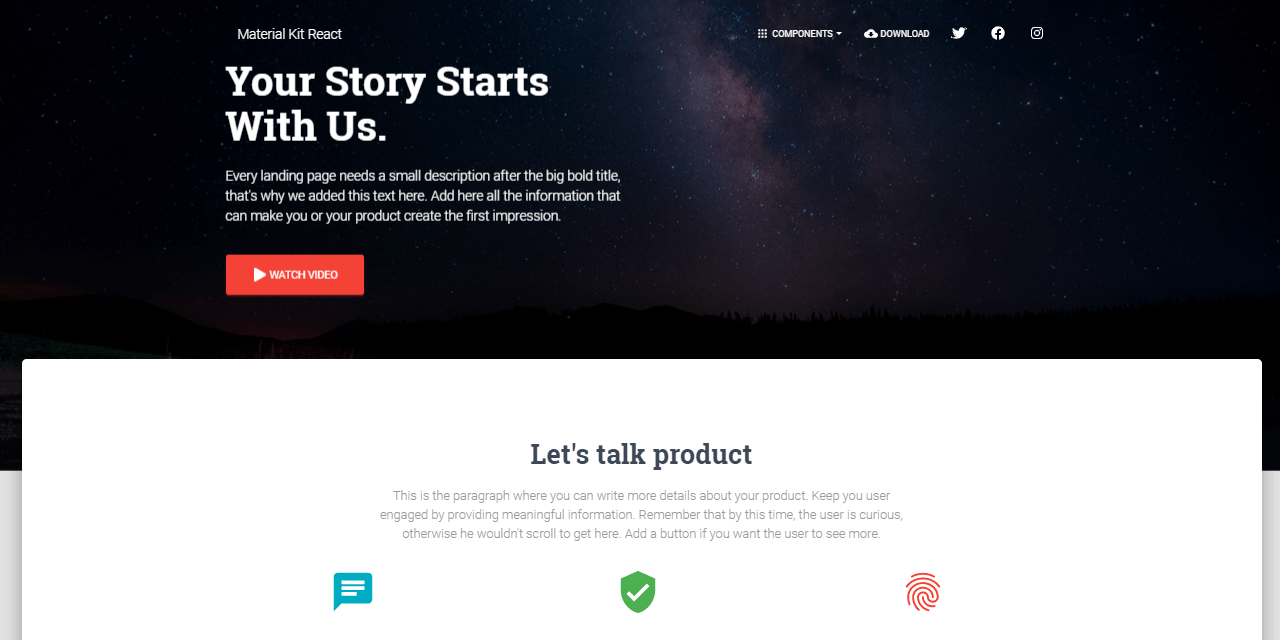 Material Kit React
COMPONENTS
DOWNLOAD
Your Story Starts
With Us.
Every landing page needs a small description after the big bold title,
that's why we added this text here. Add here all the information that
can make you or your product create the first impression.
WATCH VIDEO
Let's talk product
This is the paragraph where you can write more details about your product. Keep you user
engaged by providing meaningful information. Remember that by this time, the user is curious,
otherwise he wouldn't scroll to get here. Add a button if you want the user to see more.